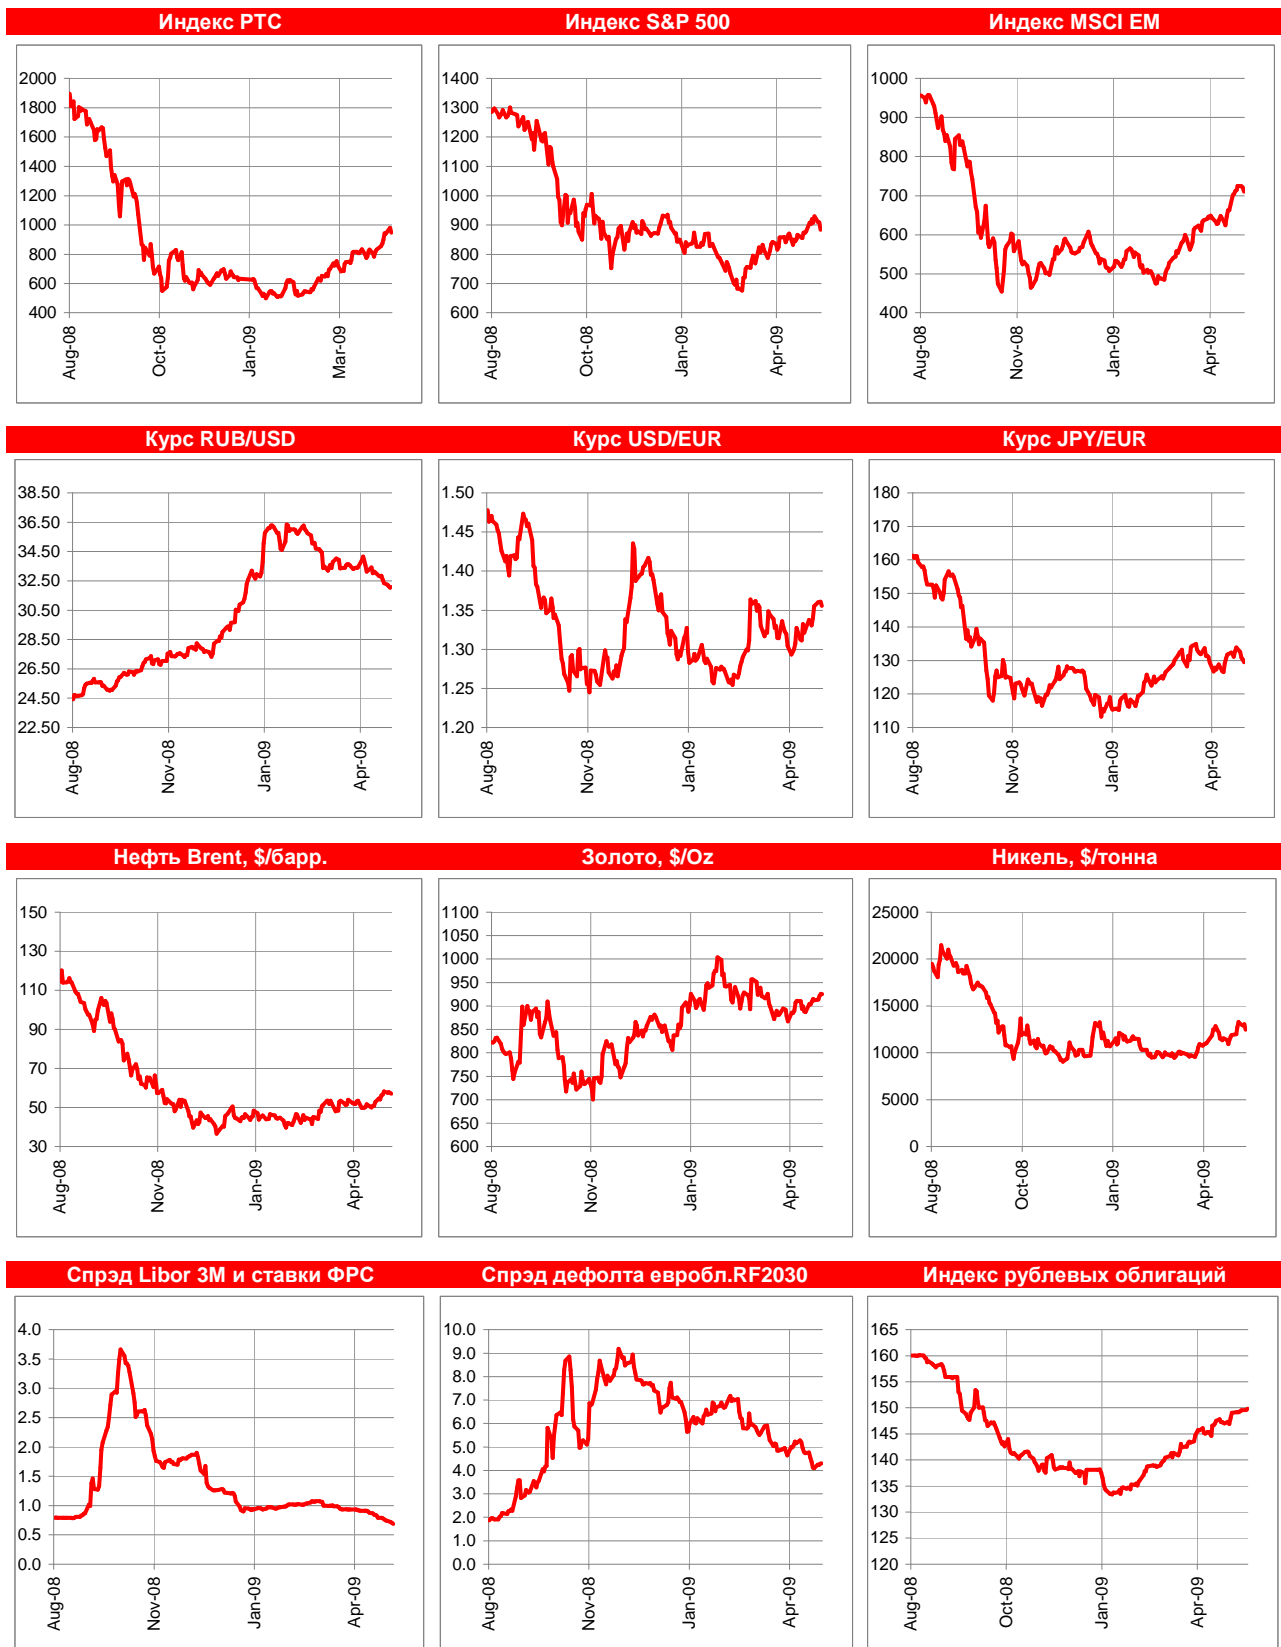 Индекс РТС
Индекс S&P 500
Индекс MSCI EM
2000
1800
1600
1400
1200
1000
800
600
400
Aug-08
Oct-08
Jan-09
Mar-09
1400
1300
1200
1100
1000
900
800
700
600
Aug-08
Oct-08
Jan-09
Apr-09
1000
900
800
700
600
500
400
Aug-08
Nov-08
Jan-09
Apr-09
Курс RUB/USD
Курс USD/EUR
Курс JPY/EUR
38.50
36.50
34.50
32.50
30.50
28.50
26.50
24.50
22.50
Aug-08
Nov-08
Jan-09
Apr-09
1.50
1.45
1.40
1.35
1.30
1.25
1.20
Aug-08
Nov-08
Jan-09
Apr-09
180
170
160
150
140
130
120
110
Aug-08
Nov-08
Jan-09
Apr-09
Нефть Brent, $/барр.
Золото, $/Oz
Никель, $/тонна
150
130
110
90
70
50
30
Aug-08
Nov-08
Jan-09
Apr-09
1100
1050
1000
950
900
850
800
750
700
650
600
Aug-08
Nov-08
Jan-09
Apr-09
25000
20000
15000
10000
5000
0
Aug-08
Oct-08
Jan-09
Apr-09
Спрэд Libor 3M и ставки ФРС
Спрэд дефолта евробл.RF2030
Индекс рублевых облигаций
4.0
3.5
3.0
2.5
2.0
1.5
1.0
0.5
0.0
Aug-08
Nov-08
Jan-09
Apr-09
10.0
9.0
8.0
7.0
6.0
5.0
4.0
3.0
2.0
1.0
0.0
Aug-08
Nov-08
Jan-09
Apr-09
165
160
155
150
145
140
135
130
125
120
Aug-08
Oct-08
Jan-09
Apr-09